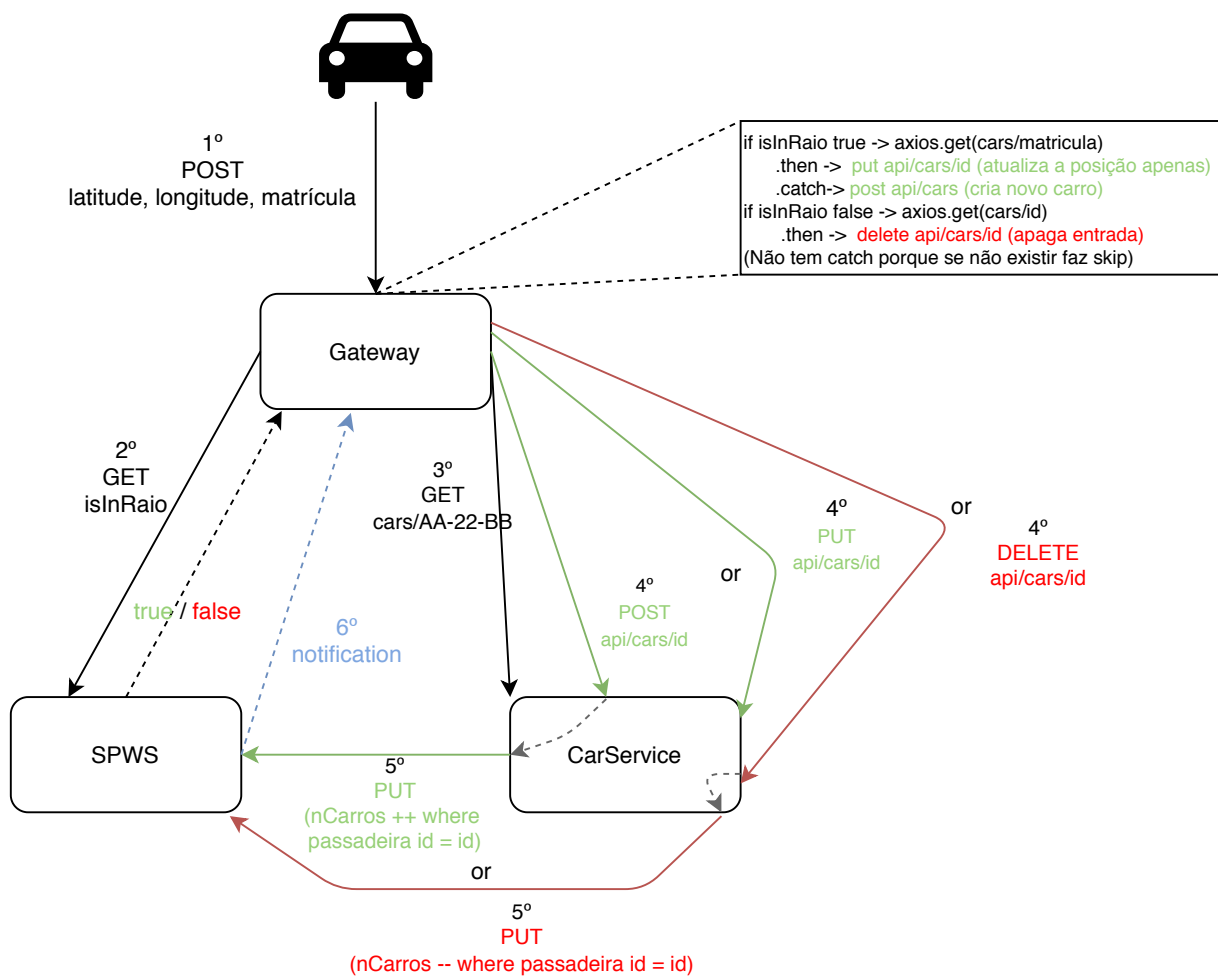 1º
POST
latitude, longitude, matrícula
if isInRaio true -> axios.get(cars/matricula)
.then -> put api/cars/id (atualiza a posição apenas)
.catch-> post api/cars (cria novo carro)
if isInRaio false -> axios.get(cars/id)
.then -> delete api/cars/id (apaga entrada)
(Não tem catch porque se não existir faz skip)
Gateway
2º
GET
isInRaio
3º
GET
cars/AA-22-BB
4º
PUT
api/cars/id
or
4º
DELETE
api/cars/id
or
4º
POST
api/cars/id
true / false
6º
notification
SPWS
CarService
5º
PUT
(nCarros ++ where
passadeira id = id)
or
5º
PUT
(nCarros -- where passadeira id = id)